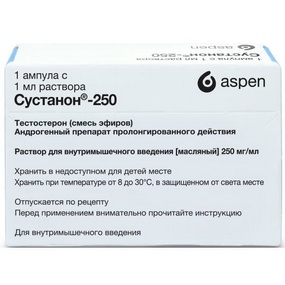 1 ампула с
1 мл раствора
Сустанон®-250
aspen
Тестостерон (смесь эфиров)
Андрогенный препарат пролонгированного действия
Раствор для внутримышечного введения [масляный] 250 мг/мл
Хранить в недоступном для детей месте
Хранить при температуре от 8 до 30°C, в защищенном от света месте
Отпускается по рецепту
Перед применением внимательно прочитайте инструкцию
Для внутримышечного введения